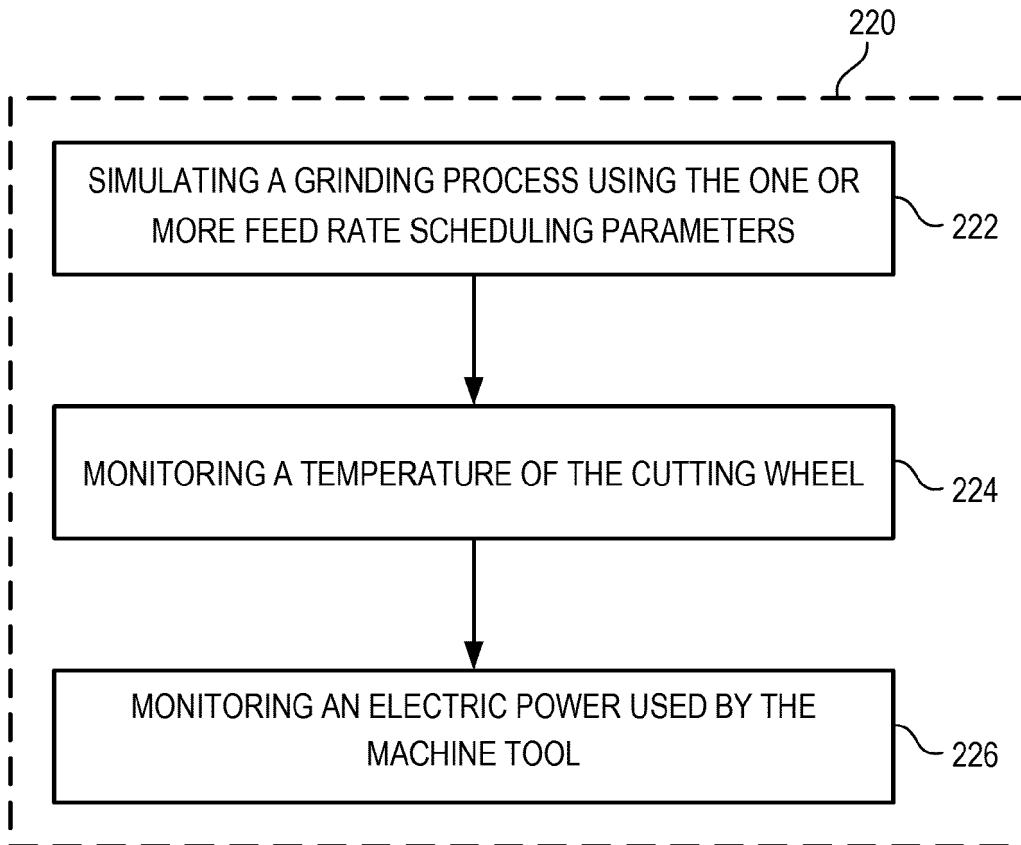 220
SIMULATING A GRINDING PROCESS USING THE ONE OR
MORE FEED RATE SCHEDULING PARAMETERS
222
MONITORING A TEMPERATURE OF THE CUTTING WHEEL
224
MONITORING AN ELECTRIC POWER USED BY THE
MACHINE TOOL
226